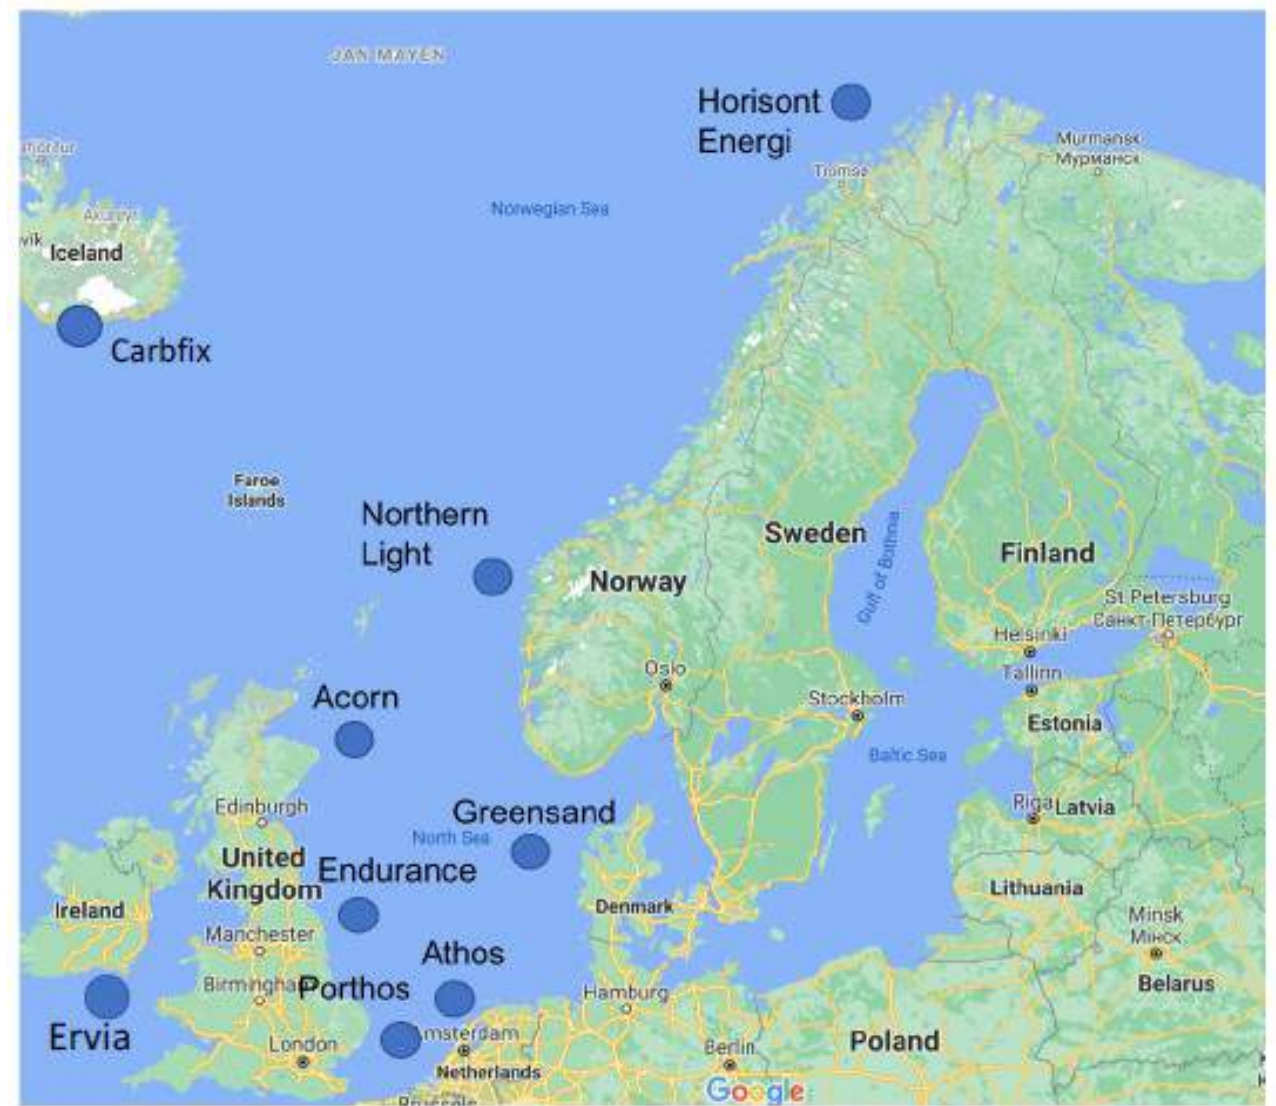 JAN MAYEN
Horisont
Energi
Murmansk
Мурманск
Tromsø
Norwegian Sea
Akureyri
vik
Iceland
Carbfix
Faroe
Islands
Northern
Light
Sweden
Gulf of Bothnia
Finland
Norway
St Petersburg
Санкт-Петербург
Helsinki
Oslo
Tallinn
Acorn
Stockholm
Estonia
Baltic Sea
Edinburgh
Greensand
Riga
Latvia
North Sea
United
Kingdom
Endurance
Lithuania
Ireland
Denmark
Minsk
Мінск
Manchester
Athos
Birmingham
Porthos
Hamburg
Belarus
Ervia
London
msterdam
Berlin
Poland
Netherlands
Google
Brussels